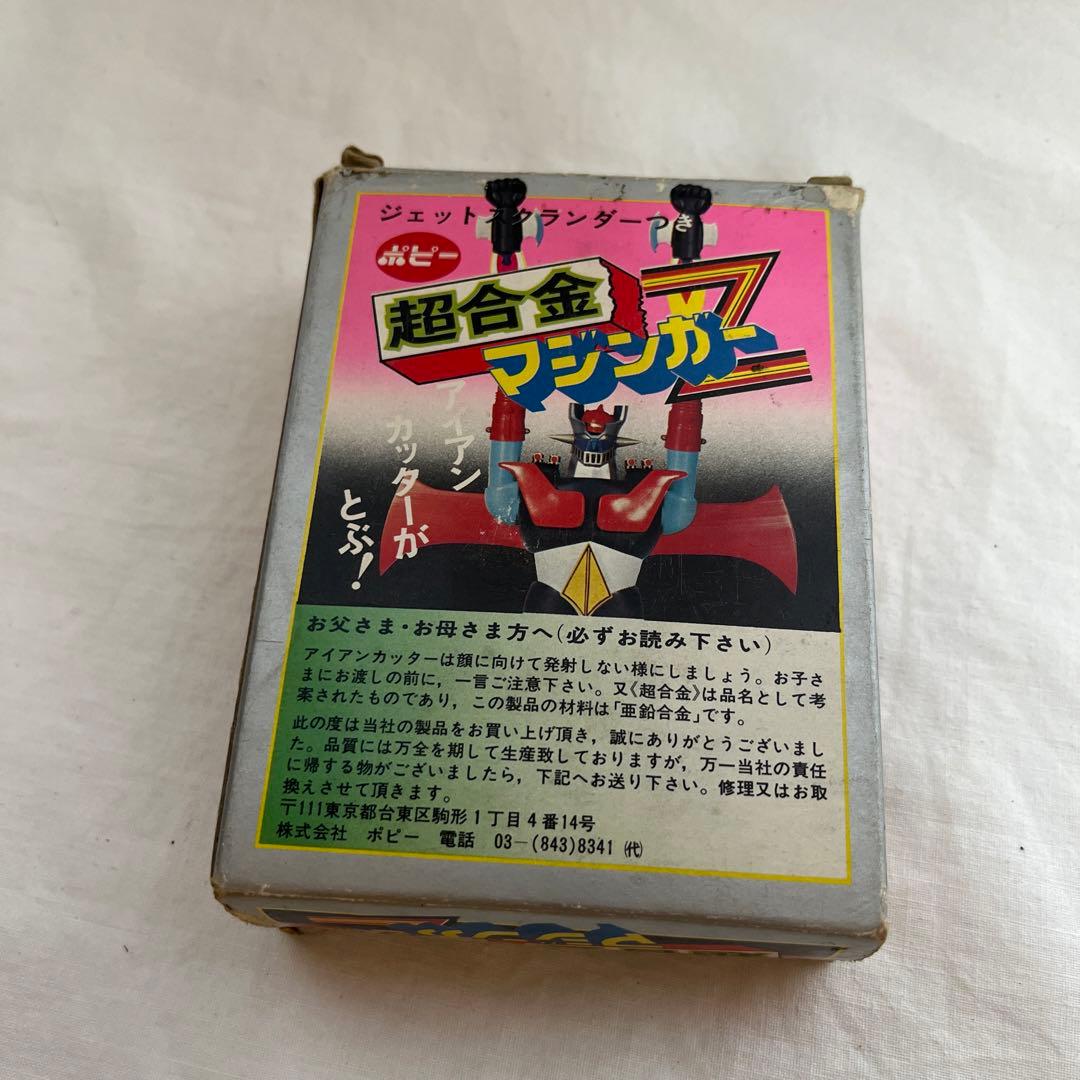 ジェットスクランダーつき
ポピー
超合金
マジンガーZ
アイアン
カッターが
とぶ!
お父さま・お母さま方へ(必ずお読み下さい)
アイアンカッターは顔に向けて発射しない様にしましょう。お子さ
まにお渡しの前に,一言ご注意下さい。又《超合金》は品名として考
案されたものであり,この製品の材料は「亜鉛合金」です。
此の度は当社の製品をお買い上げ頂き,誠にありがとうございまし
た。品質には万全を期して生産致しておりますが,万一当社の責任
に帰する物がございましたら,下記へお送り下さい。修理又はお取
換えさせて頂きます。
〒111東京都台東区駒形1丁目4番14号
株式会社 ポピー 電話 03-(843)8341 ㈹
マジンガー